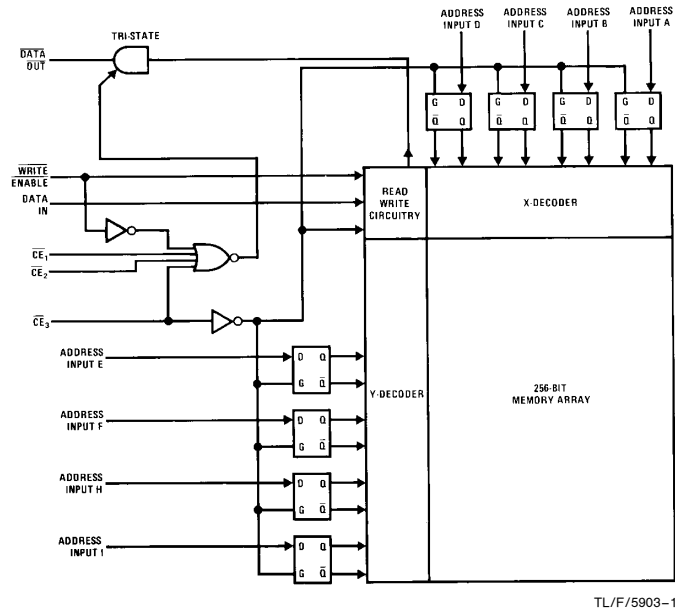 ADDRESS
INPUT D
ADDRESS
INPUT C
ADDRESS
INPUT B
ADDRESS
INPUT A
TRI-STATE
DATA
OUT
G D
Q̅ Q
G D
Q̅ Q
G D
Q̅ Q
G D
Q̅ Q
WRITE
ENABLE
DATA
IN
READ
WRITE
CIRCUITRY
X-DECODER
CE1
CE2
CE3
ADDRESS
INPUT E
D Q
G Q̅
Y-DECODER
256-BIT
MEMORY ARRAY
ADDRESS
INPUT F
D Q
G Q̅
ADDRESS
INPUT H
D Q
G Q̅
ADDRESS
INPUT 1
D Q
G Q̅
TL/F/5903–1